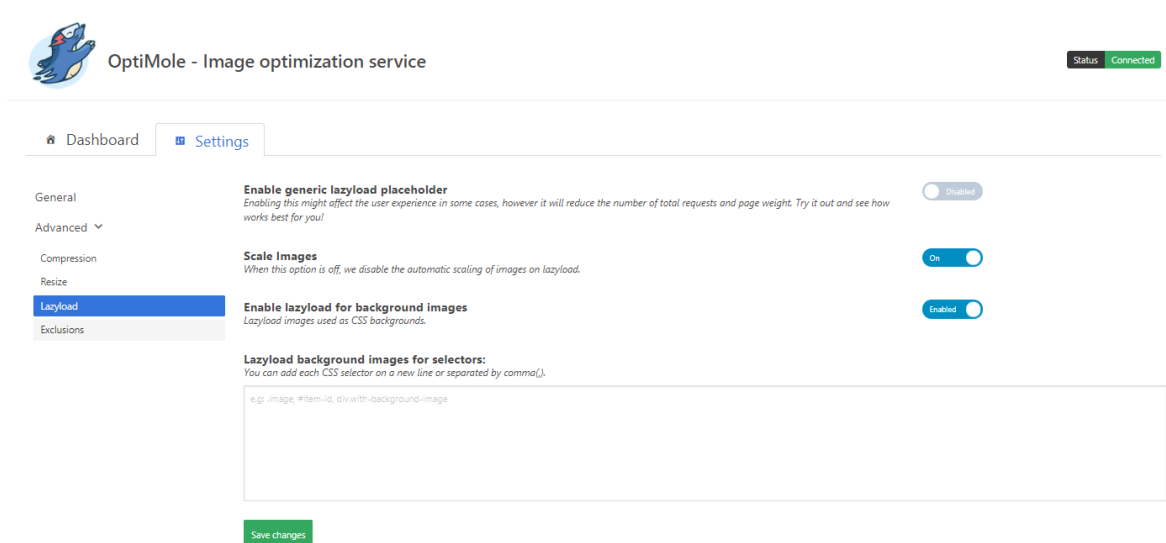 OptiMole - Image optimization service
Status Connected
Dashboard
Settings
General
Advanced
Compression
Resize
Lazyload
Exclusions
Enable generic lazyload placeholder
Disabled
Enabling this might affect the user experience in some cases, however it will reduce the number of total requests and page weight. Try it out and see how
works best for you!
Scale Images
On
When this option is off, we disable the automatic scaling of images on lazyload.
Enable lazyload for background images
Enabled
Lazyload images used as CSS backgrounds.
Lazyload background images for selectors:
You can add each CSS selector on a new line or separated by comma(,).
e.g: .image, #item-id, div.with-background-image
Save changes